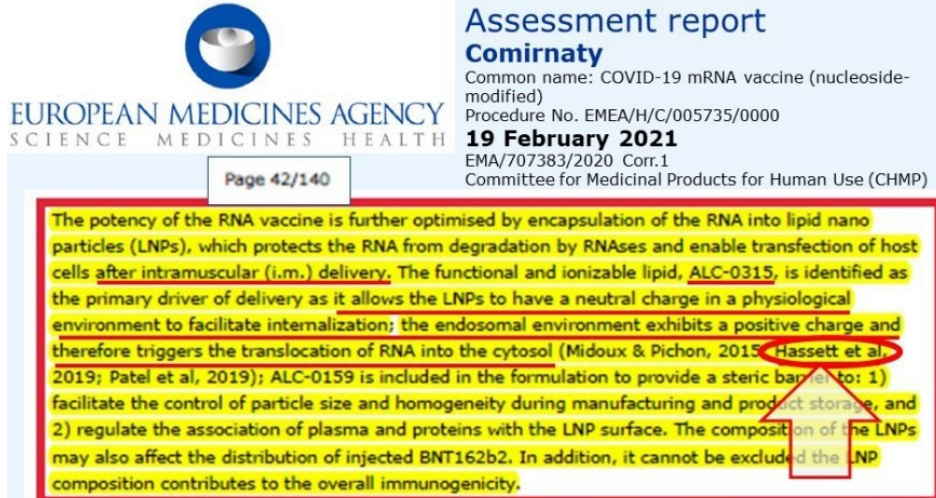 EUROPEAN MEDICINES AGENCY
SCIENCE MEDICINES HEALTH
Assessment report
Comirnaty
Common name: COVID-19 mRNA vaccine (nucleoside-
modified)
Procedure No. EMEA/H/C/005735/0000
19 February 2021
EMA/707383/2020 Corr.1
Committee for Medicinal Products for Human Use (CHMP)
Page 42/140
The potency of the RNA vaccine is further optimised by encapsulation of the RNA into lipid nano
particles (LNPs), which protects the RNA from degradation by RNAses and enable transfection of host
cells after intramuscular (i.m.) delivery. The functional and ionizable lipid, ALC-0315, is identified as
the primary driver of delivery as it allows the LNPs to have a neutral charge in a physiological
environment to facilitate internalization; the endosomal environment exhibits a positive charge and
therefore triggers the translocation of RNA into the cytosol (Midoux & Pichon, 2015; Hassett et al,
2019; Patel et al, 2019); ALC-0159 is included in the formulation to provide a steric barrier to: 1)
facilitate the control of particle size and homogeneity during manufacturing and product storage, and
2) regulate the association of plasma and proteins with the LNP surface. The composition of the LNPs
may also affect the distribution of injected BNT162b2. In addition, it cannot be excluded the LNP
composition contributes to the overall immunogenicity.